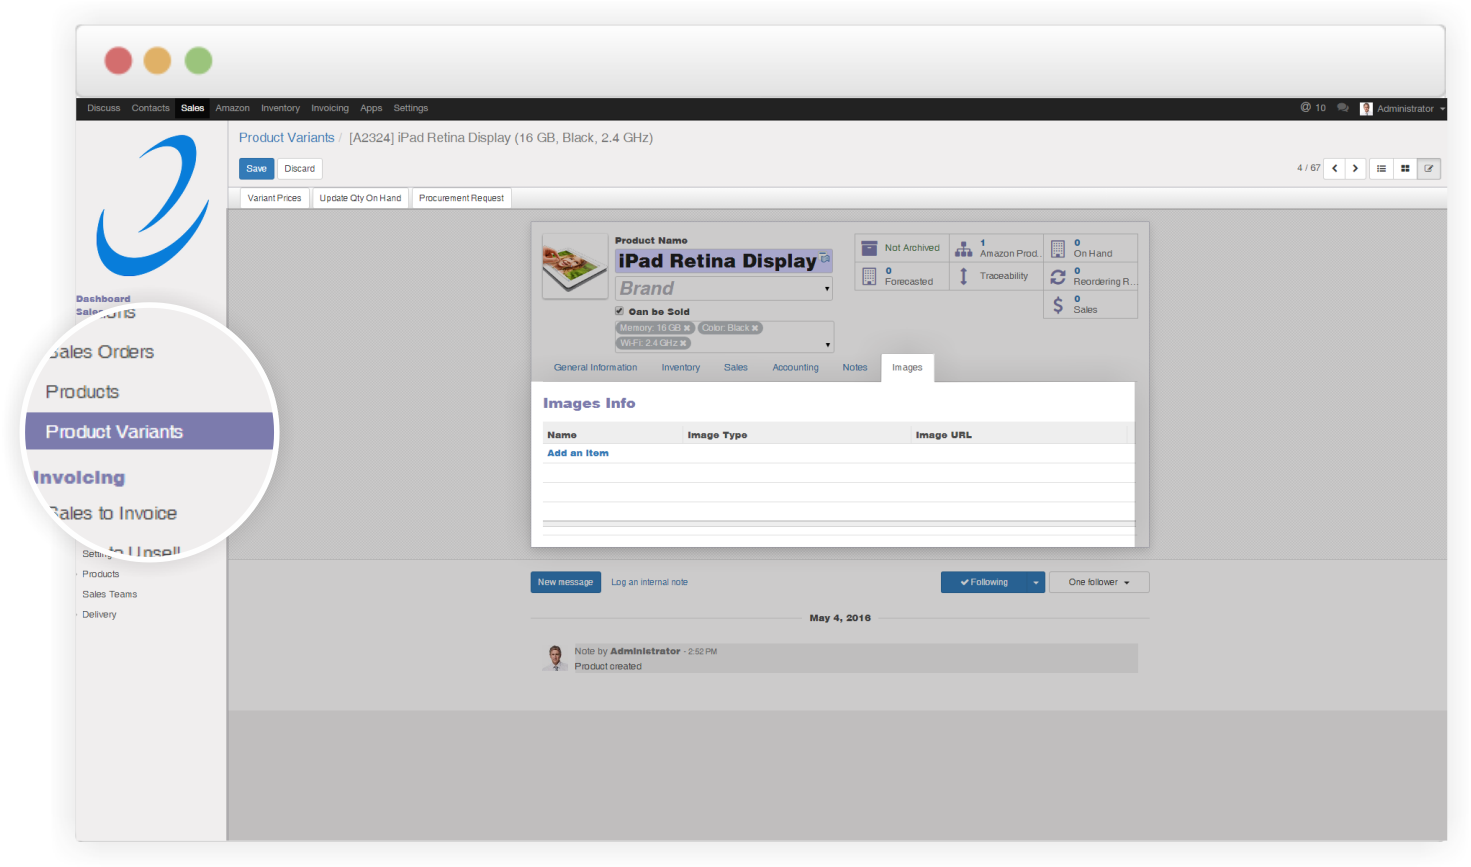 Discuss Contacts Sales Amazon Inventory Invoicing Apps Settings @ 10 Administrator
Product Variants / [A2324] iPad Retina Display (16 GB, Black, 2.4 GHz)
Save Discard 4 / 67
Variant Prices Update Qty On Hand Procurement Request
Product Name
iPad Retina Display
Brand
Can be Sold
Memory: 16 GB × Color: Black ×
Wi-Fi: 2.4 GHz ×
Not Archived
1
Amazon Prod..
0
On Hand
0
Forecasted
Traceability
0
Reordering R...
0
Sales
General Information Inventory Sales Accounting Notes Images
Images Info
Name Image Type Image URL
Add an item
Dashboard
Sales Orders
Products
Product Variants
Invoicing
Sales to Invoice
Products
Sales Teams
Delivery
New message Log an internal note Following One follower
May 4, 2016
Note by Administrator - 2:52 PM
Product created